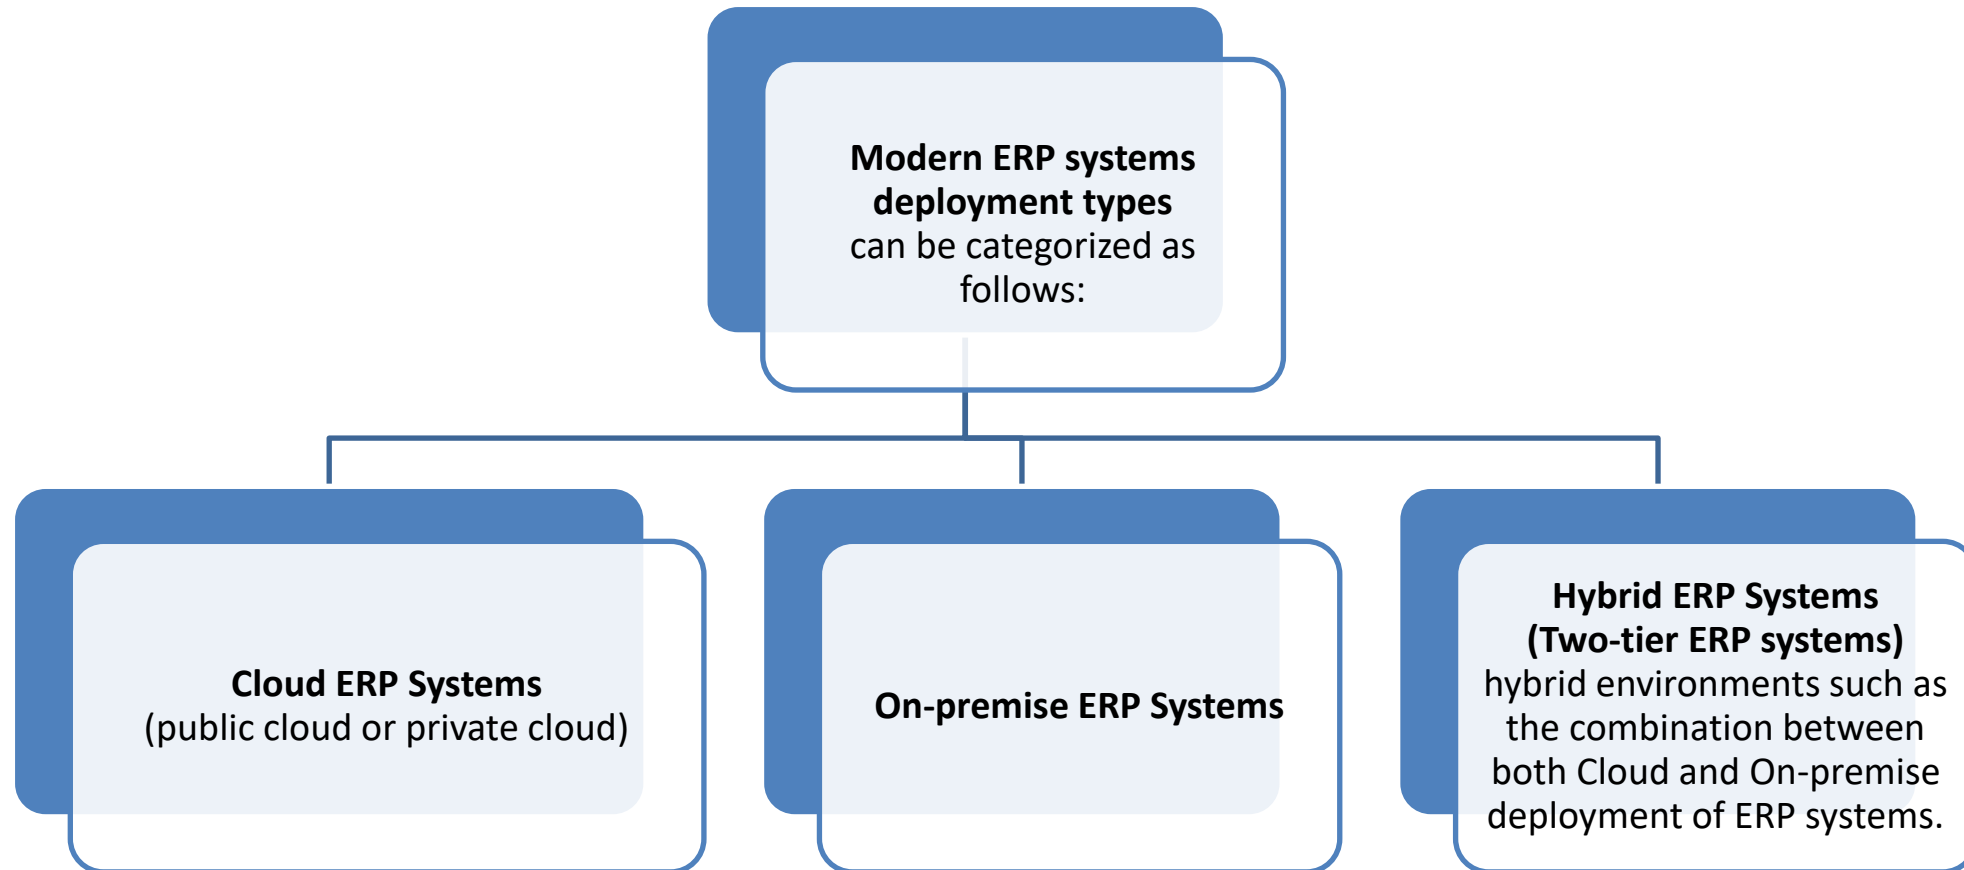 Modern ERP systems
deployment types
can be categorized as
follows:
Cloud ERP Systems
(public cloud or private cloud)
On-premise ERP Systems
Hybrid ERP Systems
(Two-tier ERP systems)
hybrid environments such as
the combination between
both Cloud and On-premise
deployment of ERP systems.